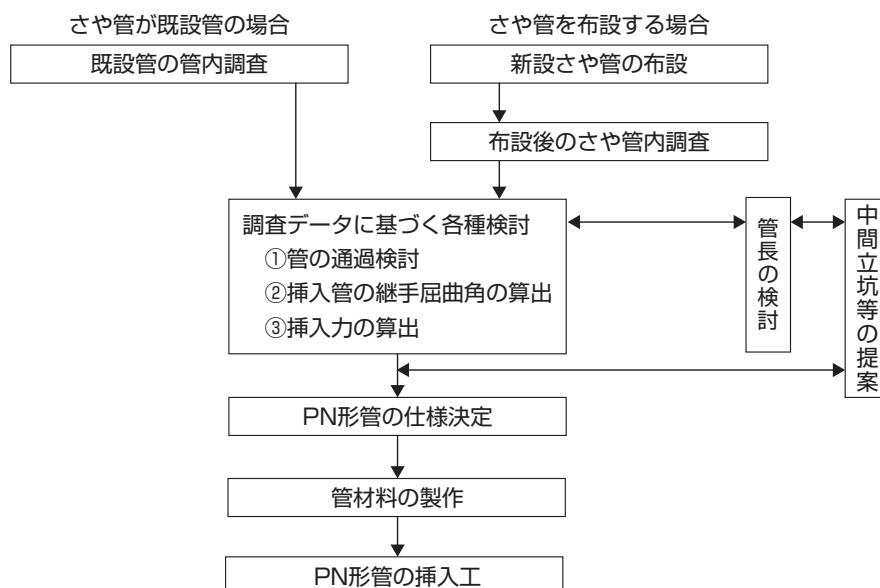 さや管が既設管の場合
さや管を布設する場合
既設管の管内調査
新設さや管の布設
布設後のさや管内調査
調査データに基づく各種検討
①管の通過検討
②挿入管の継手屈曲角の算出
③挿入力の算出
管長の検討
中間立坑等の提案
PN形管の仕様決定
管材料の製作
PN形管の挿入工